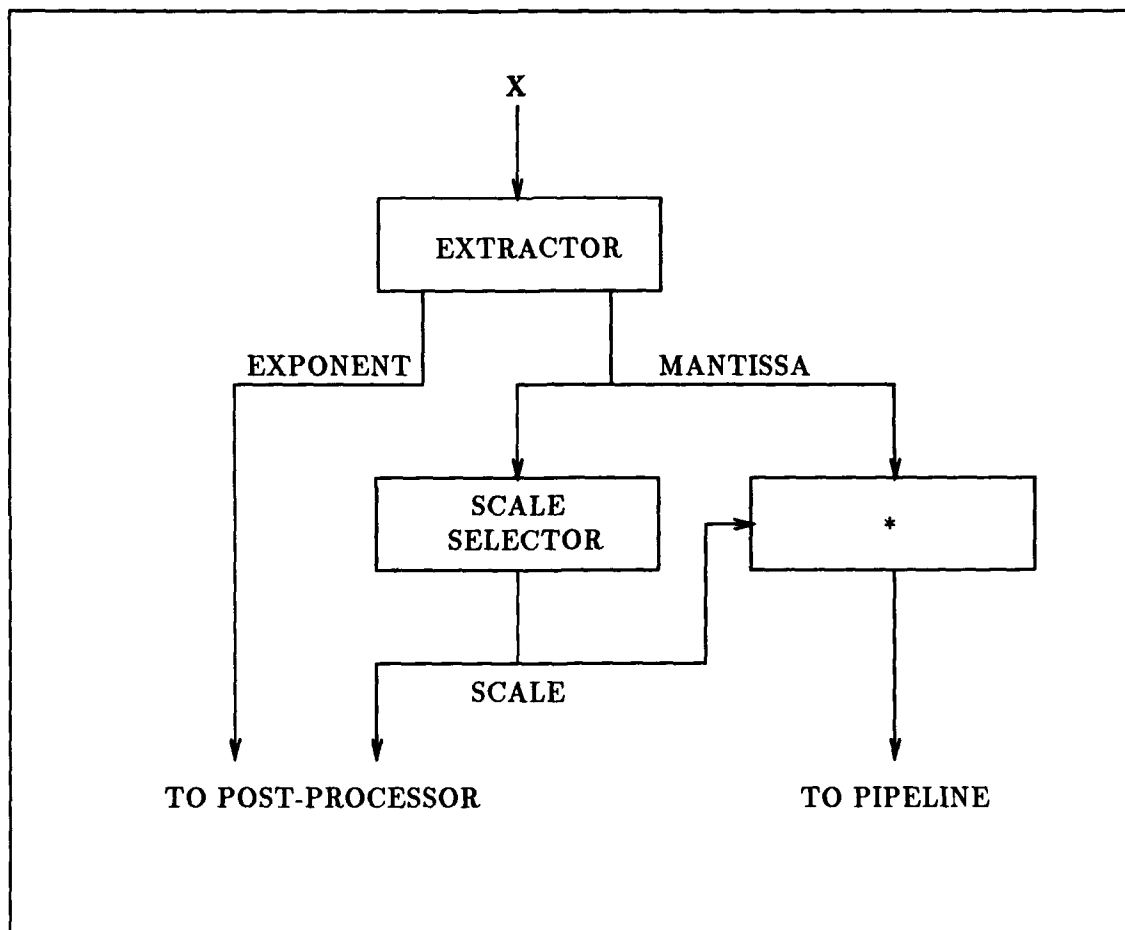 X
EXTRACTOR
EXPONENT
MANTISSA
SCALE
SELECTOR
*
SCALE
TO POST-PROCESSOR
TO PIPELINE